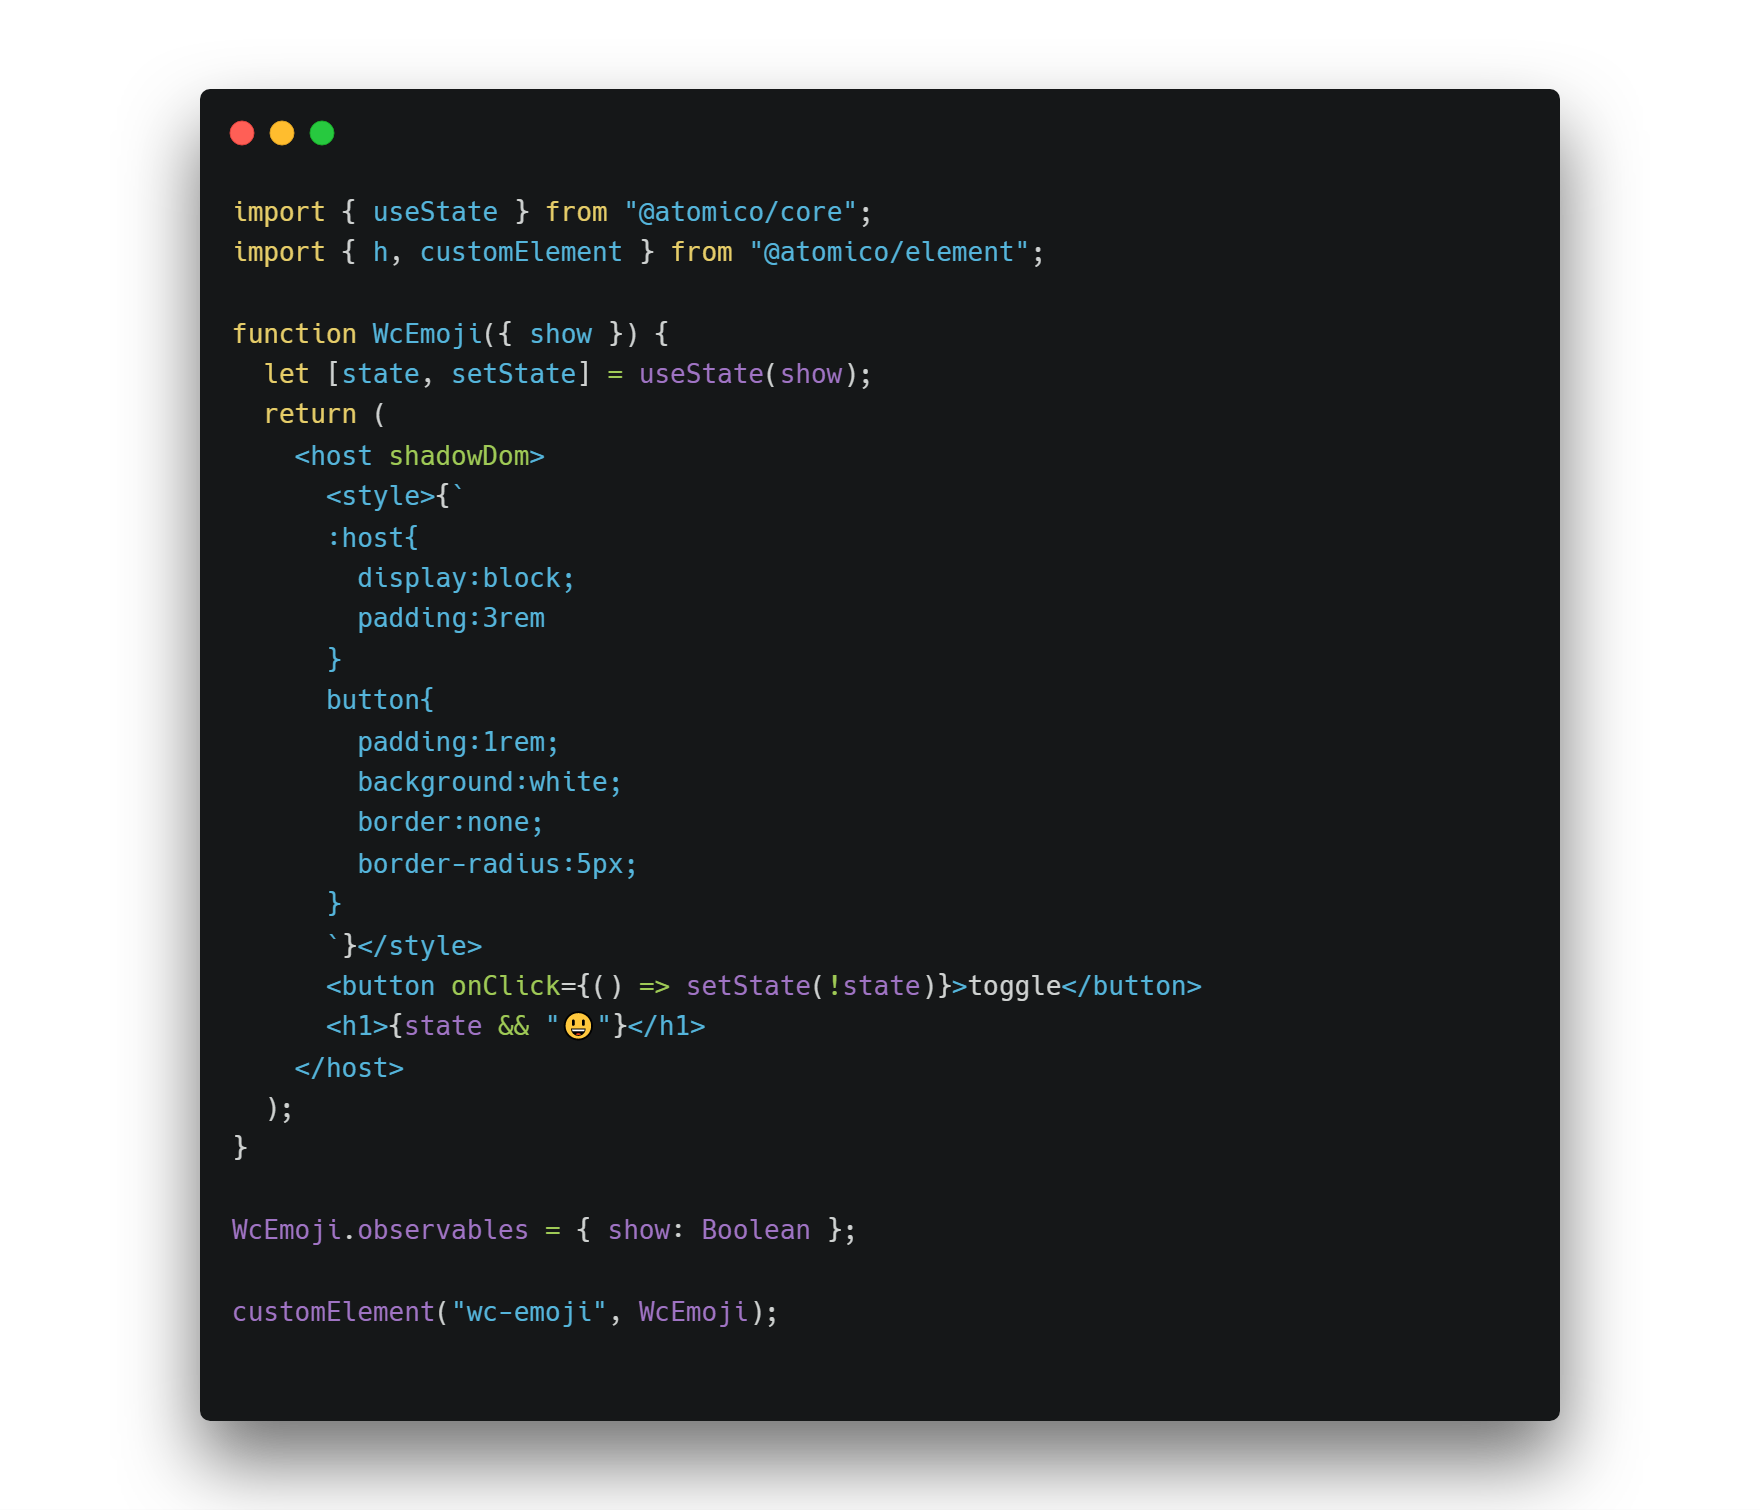 import { useState } from "@atomico/core";
import { h, customElement } from "@atomico/element";

function WcEmoji({ show }) {
  let [state, setState] = useState(show);
  return (
    <host shadowDom>
      <style>{`
      :host{
        display:block;
        padding:3rem
      }
      button{
        padding:1rem;
        background:white;
        border:none;
        border-radius:5px;
      }
      `}</style>
      <button onClick={() => setState(!state)}>toggle</button>
      <h1>{state && "😃"}</h1>
    </host>
  );
}

WcEmoji.observables = { show: Boolean };

customElement("wc-emoji", WcEmoji);